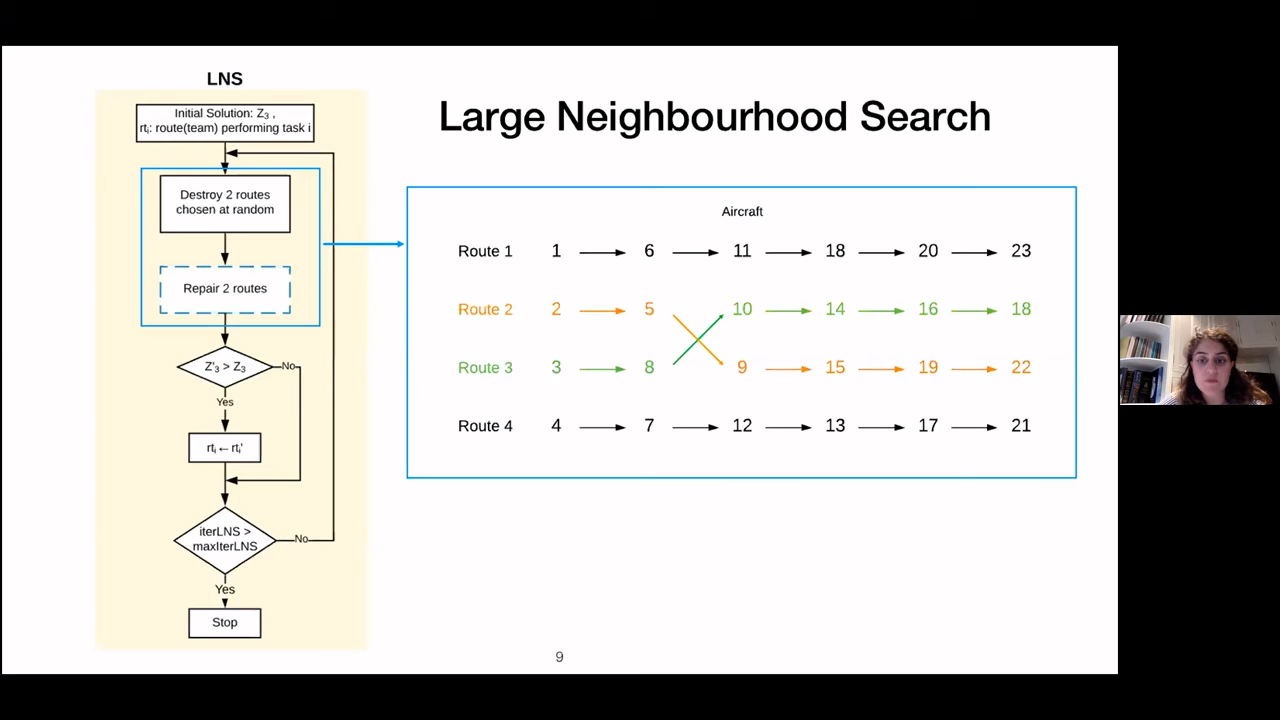 LNS
Initial Solution: Z₃ ,
rtᵢ: route(team) performing task i
Destroy 2 routes
chosen at random
Repair 2 routes
Z'₃ > Z₃
No
Yes
rtᵢ ← rtᵢ'
iterLNS >
maxIterLNS
No
Yes
Stop
Large Neighbourhood Search
Aircraft
Route 1 1 6 11 18 20 23
Route 2 2 5 10 14 16 18
Route 3 3 8 9 15 19 22
Route 4 4 7 12 13 17 21
9